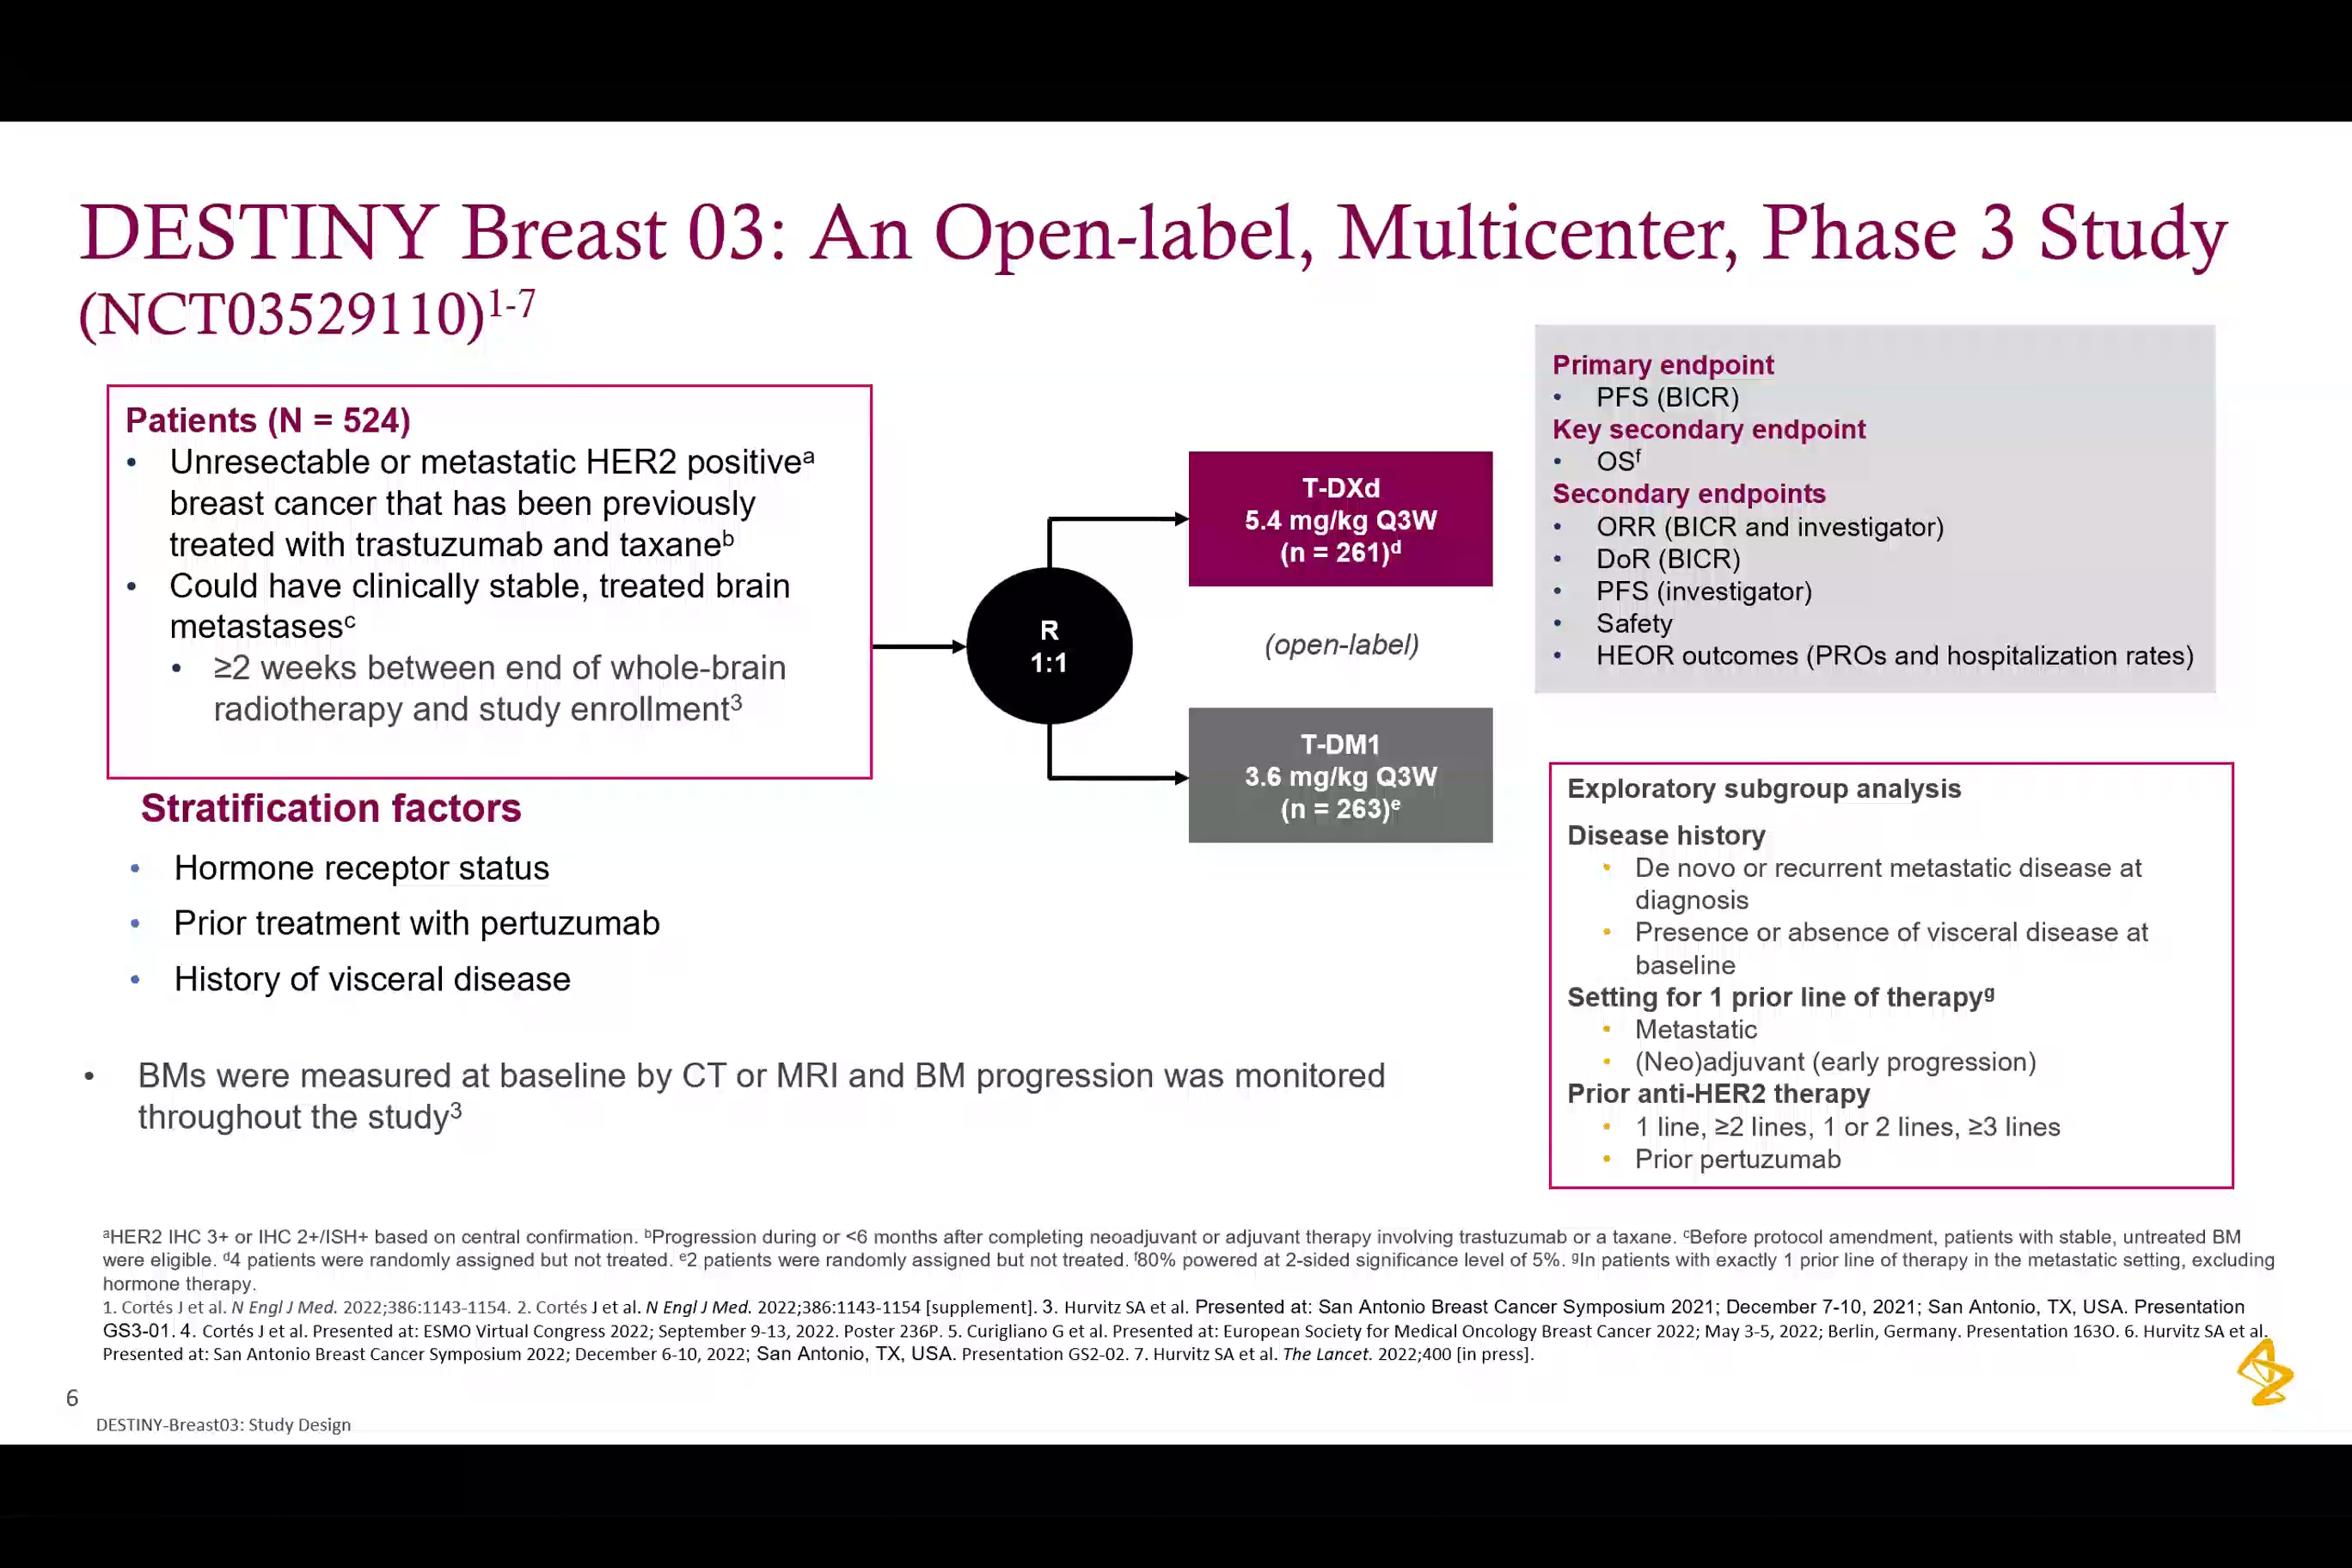 DESTINY Breast 03: An Open-label, Multicenter, Phase 3 Study
(NCT03529110)1-7
Patients (N = 524)
• Unresectable or metastatic HER2 positivea
breast cancer that has been previously
treated with trastuzumab and taxaneb
• Could have clinically stable, treated brain
metastasesc
• ≥2 weeks between end of whole-brain
radiotherapy and study enrollment3
Stratification factors
• Hormone receptor status
• Prior treatment with pertuzumab
• History of visceral disease
• BMs were measured at baseline by CT or MRI and BM progression was monitored
throughout the study3
R
1:1
T-DXd
5.4 mg/kg Q3W
(n = 261)d
(open-label)
T-DM1
3.6 mg/kg Q3W
(n = 263)e
Primary endpoint
• PFS (BICR)
Key secondary endpoint
• OSf
Secondary endpoints
• ORR (BICR and investigator)
• DoR (BICR)
• PFS (investigator)
• Safety
• HEOR outcomes (PROs and hospitalization rates)
Exploratory subgroup analysis
Disease history
• De novo or recurrent metastatic disease at
diagnosis
• Presence or absence of visceral disease at
baseline
Setting for 1 prior line of therapyg
• Metastatic
• (Neo)adjuvant (early progression)
Prior anti-HER2 therapy
• 1 line, ≥2 lines, 1 or 2 lines, ≥3 lines
• Prior pertuzumab
aHER2 IHC 3+ or IHC 2+/ISH+ based on central confirmation. bProgression during or <6 months after completing neoadjuvant or adjuvant therapy involving trastuzumab or a taxane. cBefore protocol amendment, patients with stable, untreated BM
were eligible. d4 patients were randomly assigned but not treated. e2 patients were randomly assigned but not treated. f80% powered at 2-sided significance level of 5%. gIn patients with exactly 1 prior line of therapy in the metastatic setting, excluding
hormone therapy.
1. Cortés J et al. N Engl J Med. 2022;386:1143-1154. 2. Cortés J et al. N Engl J Med. 2022;386:1143-1154 [supplement]. 3. Hurvitz SA et al. Presented at: San Antonio Breast Cancer Symposium 2021; December 7-10, 2021; San Antonio, TX, USA. Presentation
GS3-01. 4. Cortés J et al. Presented at: ESMO Virtual Congress 2022; September 9-13, 2022. Poster 236P. 5. Curigliano G et al. Presented at: European Society for Medical Oncology Breast Cancer 2022; May 3-5, 2022; Berlin, Germany. Presentation 163O. 6. Hurvitz SA et al.
Presented at: San Antonio Breast Cancer Symposium 2022; December 6-10, 2022; San Antonio, TX, USA. Presentation GS2-02. 7. Hurvitz SA et al. The Lancet. 2022;400 [in press].
6
DESTINY-Breast03: Study Design